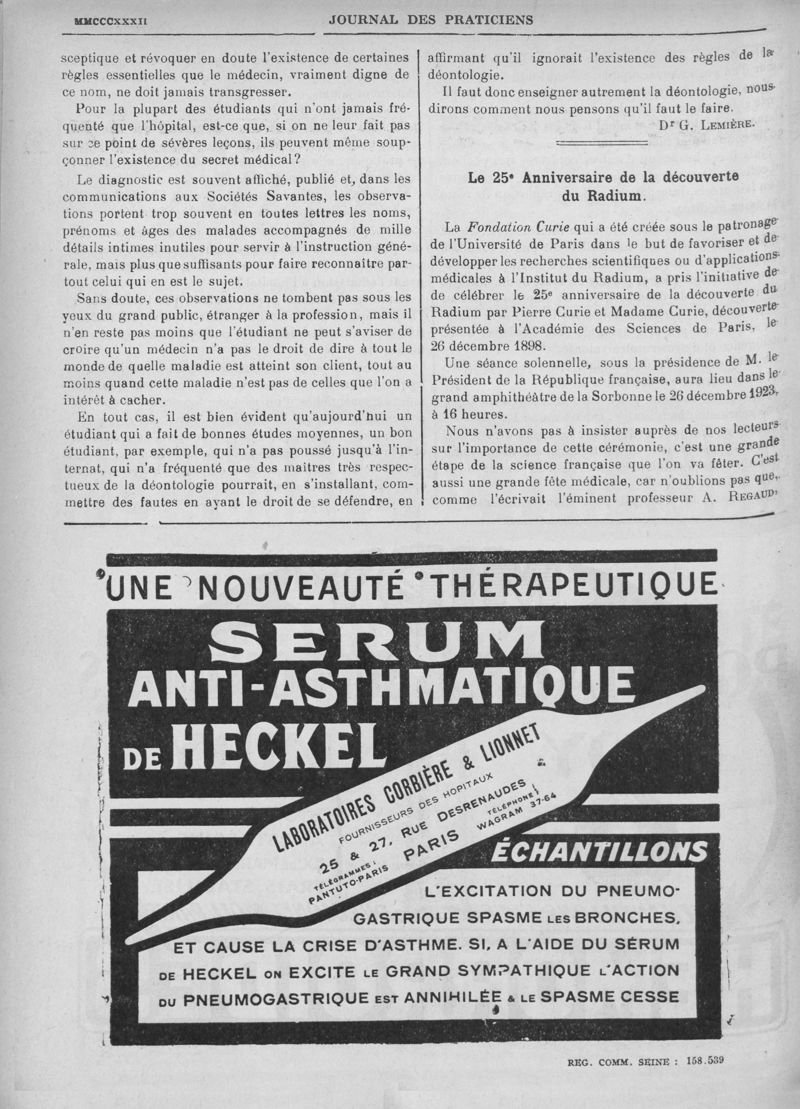 MMCCCXXXII
JOURNAL DES PRATICIENS
sceptique et révoquer en doute l'existence de certaines
règles essentielles que le médecin, vraiment digne de
ce nom, ne doit jamais transgresser.
Pour la plupart des étudiants qui n'ont jamais fré-
quenté que l'hôpital, est-ce que, si on ne leur fait pas
sur ce point de sévères leçons, ils peuvent même soup-
çonner l'existence du secret médical ?
Le diagnostic est souvent affiché, publié et, dans les
communications aux Sociétés Savantes, les observa-
tions portent trop souvent en toutes lettres les noms,
prénoms et âges des malades accompagnés de mille
détails intimes inutiles pour servir à l'instruction géné-
rale, mais plus que suffisants pour faire reconnaître par-
tout celui qui en est le sujet.
Sans doute, ces observations ne tombent pas sous les
yeux du grand public, étranger à la profession, mais il
n'en reste pas moins que l'étudiant ne peut s'aviser de
croire qu'un médecin n'a pas le droit de dire à tout le
monde de quelle maladie est atteint son client, tout au
moins quand cette maladie n'est pas de celles que l'on a
intérêt à cacher.
En tout cas, il est bien évident qu'aujourd'hui un
étudiant qui a fait de bonnes études moyennes, un bon
étudiant, par exemple, qui n'a pas poussé jusqu'à l'in-
ternat, qui n'a fréquenté que des maîtres très respec-
tueux de la déontologie pourrait, en s'installant, com-
mettre des fautes en ayant le droit de se défendre, en
affirmant qu'il ignorait l'existence des règles de la
déontologie.
Il faut donc enseigner autrement la déontologie, nous
dirons comment nous pensons qu'il faut le faire.
Dr G. LEMIÈRE.
Le 25e Anniversaire de la découverte
du Radium.
La Fondation Curie qui a été créée sous le patronage
de l'Université de Paris dans le but de favoriser et de
développer les recherches scientifiques ou d'applications
médicales à l'Institut du Radium, a pris l'initiative de
de célébrer le 25e anniversaire de la découverte du
Radium par Pierre Curie et Madame Curie, découverte
présentée à l'Académie des Sciences de Paris, le
26 décembre 1898.
Une séance solennelle, sous la présidence de M. le
Président de la République française, aura lieu dans le
grand amphithéâtre de la Sorbonne le 26 décembre 1923,
à 16 heures.
Nous n'avons pas à insister auprès de nos lecteurs
sur l'importance de cette cérémonie, c'est une grande
étape de la science française que l'on va fêter. C'est
aussi une grande fête médicale, car n'oublions pas que,
comme l'écrivait l'éminent professeur A. REGAUD,
UNE NOUVEAUTÉ THÉRAPEUTIQUE
SERUM
ANTI-ASTHMATIQUE
DE HECKEL
LABORATOIRES CORBIÈRE & LIONNET
FOURNISSEURS DES HOPITAUX
25 & 27, RUE DESRENAUDES
TÉLÉGRAMMES :
PANTUTO-PARIS
PARIS
TÉLÉPHONE :
WAGRAM 37-64
ÉCHANTILLONS
L'EXCITATION DU PNEUMO-
GASTRIQUE SPASME LES BRONCHES,
ET CAUSE LA CRISE D'ASTHME. SI, A L'AIDE DU SÉRUM
DE HECKEL ON EXCITE LE GRAND SYMPATHIQUE L'ACTION
DU PNEUMOGASTRIQUE EST ANNIHILÉE & LE SPASME CESSE
REG. COMM. SEINE : 158.539